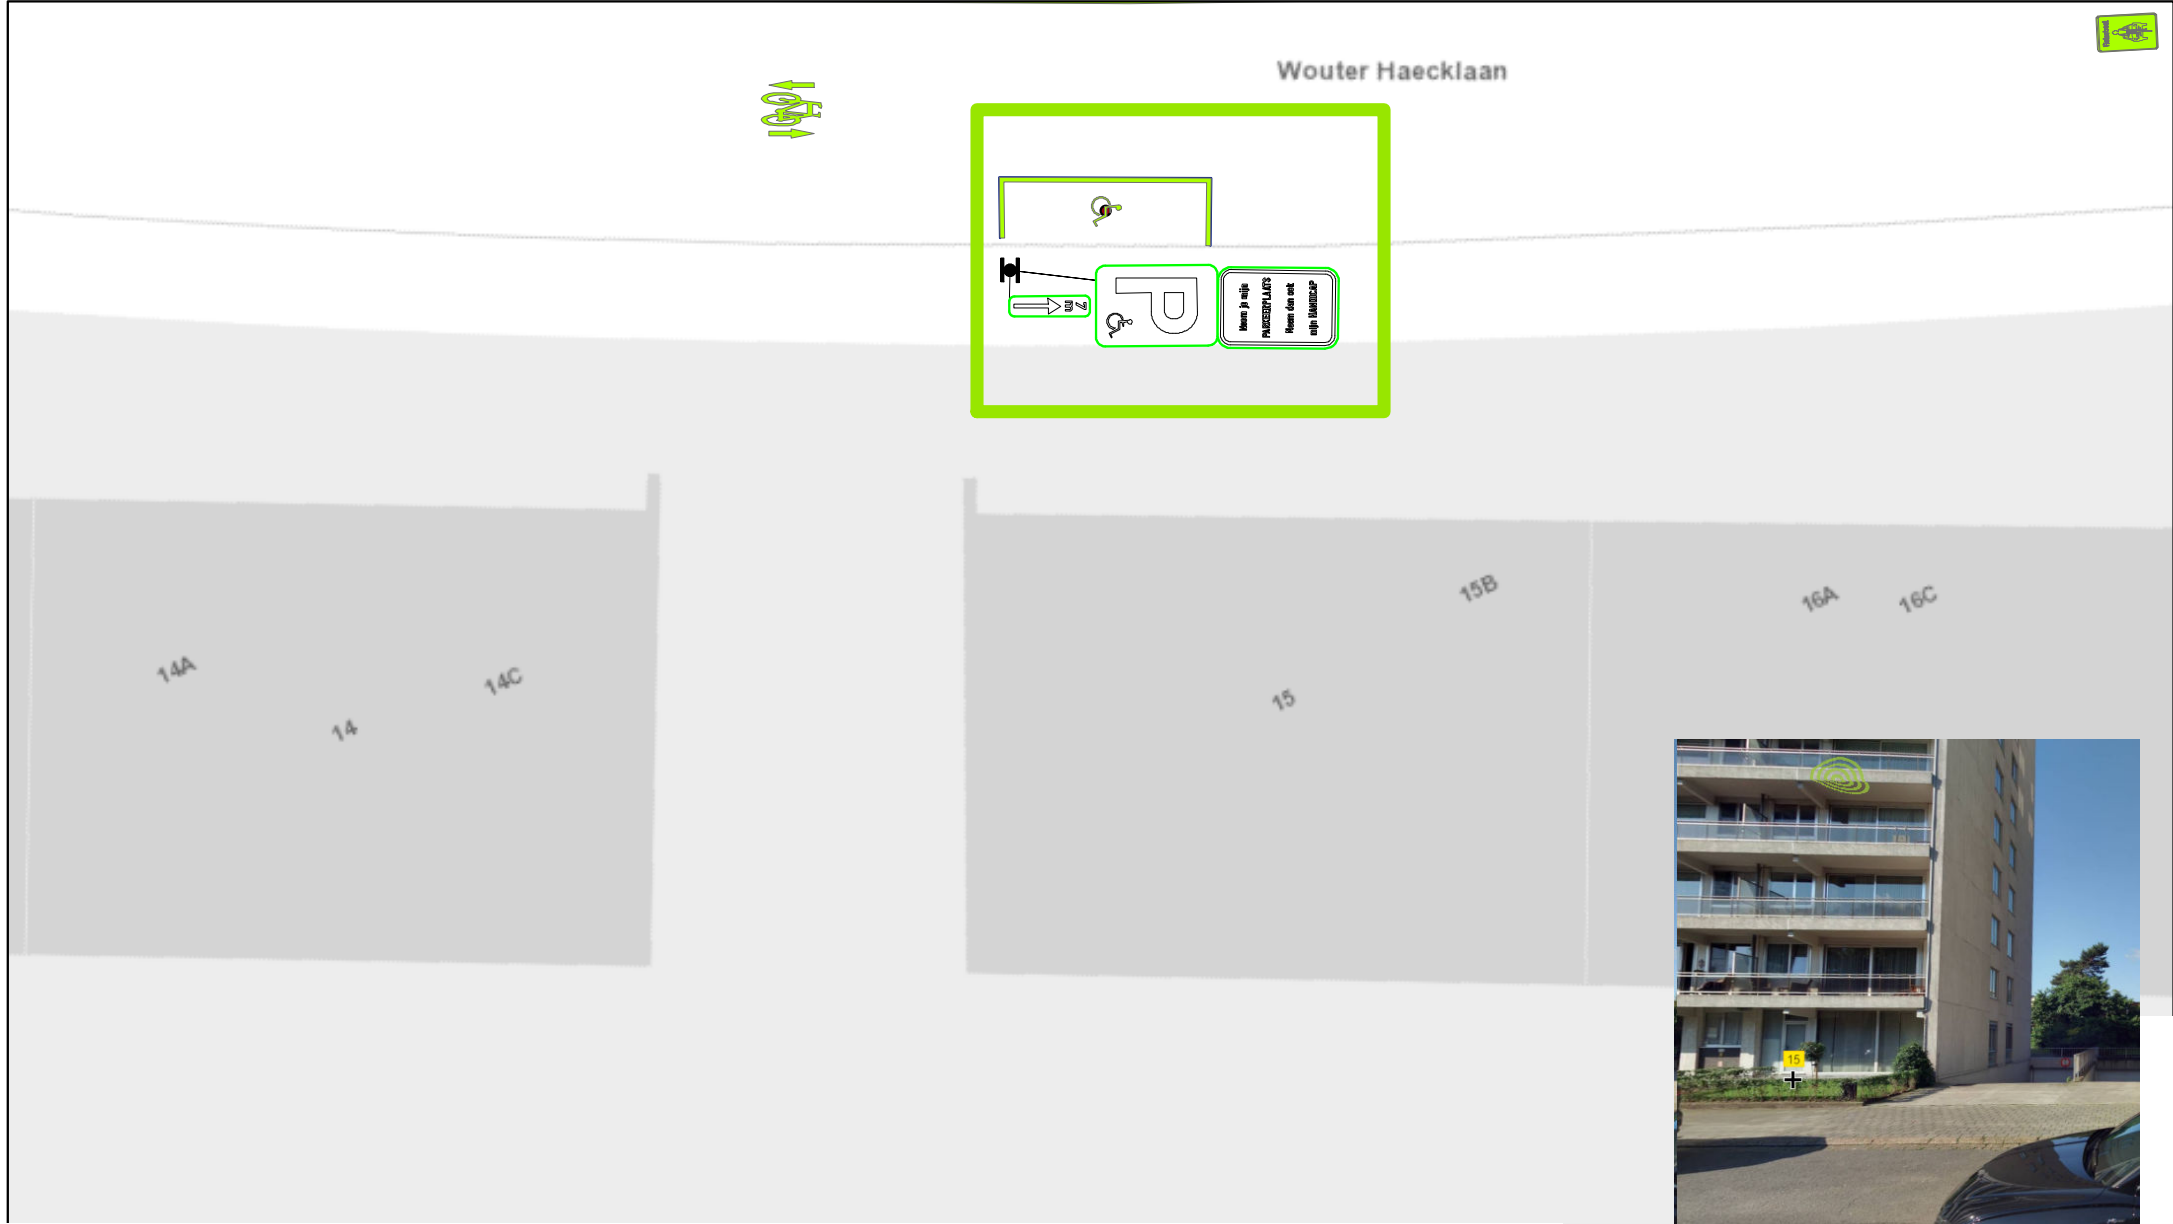 Wouter Haecklaan
P
7 m
Neem je mijn
PARKEERPLAATS
Neem dan ook
mijn HANDICAP
15B
16A
16C
14A
14C
15
14
15